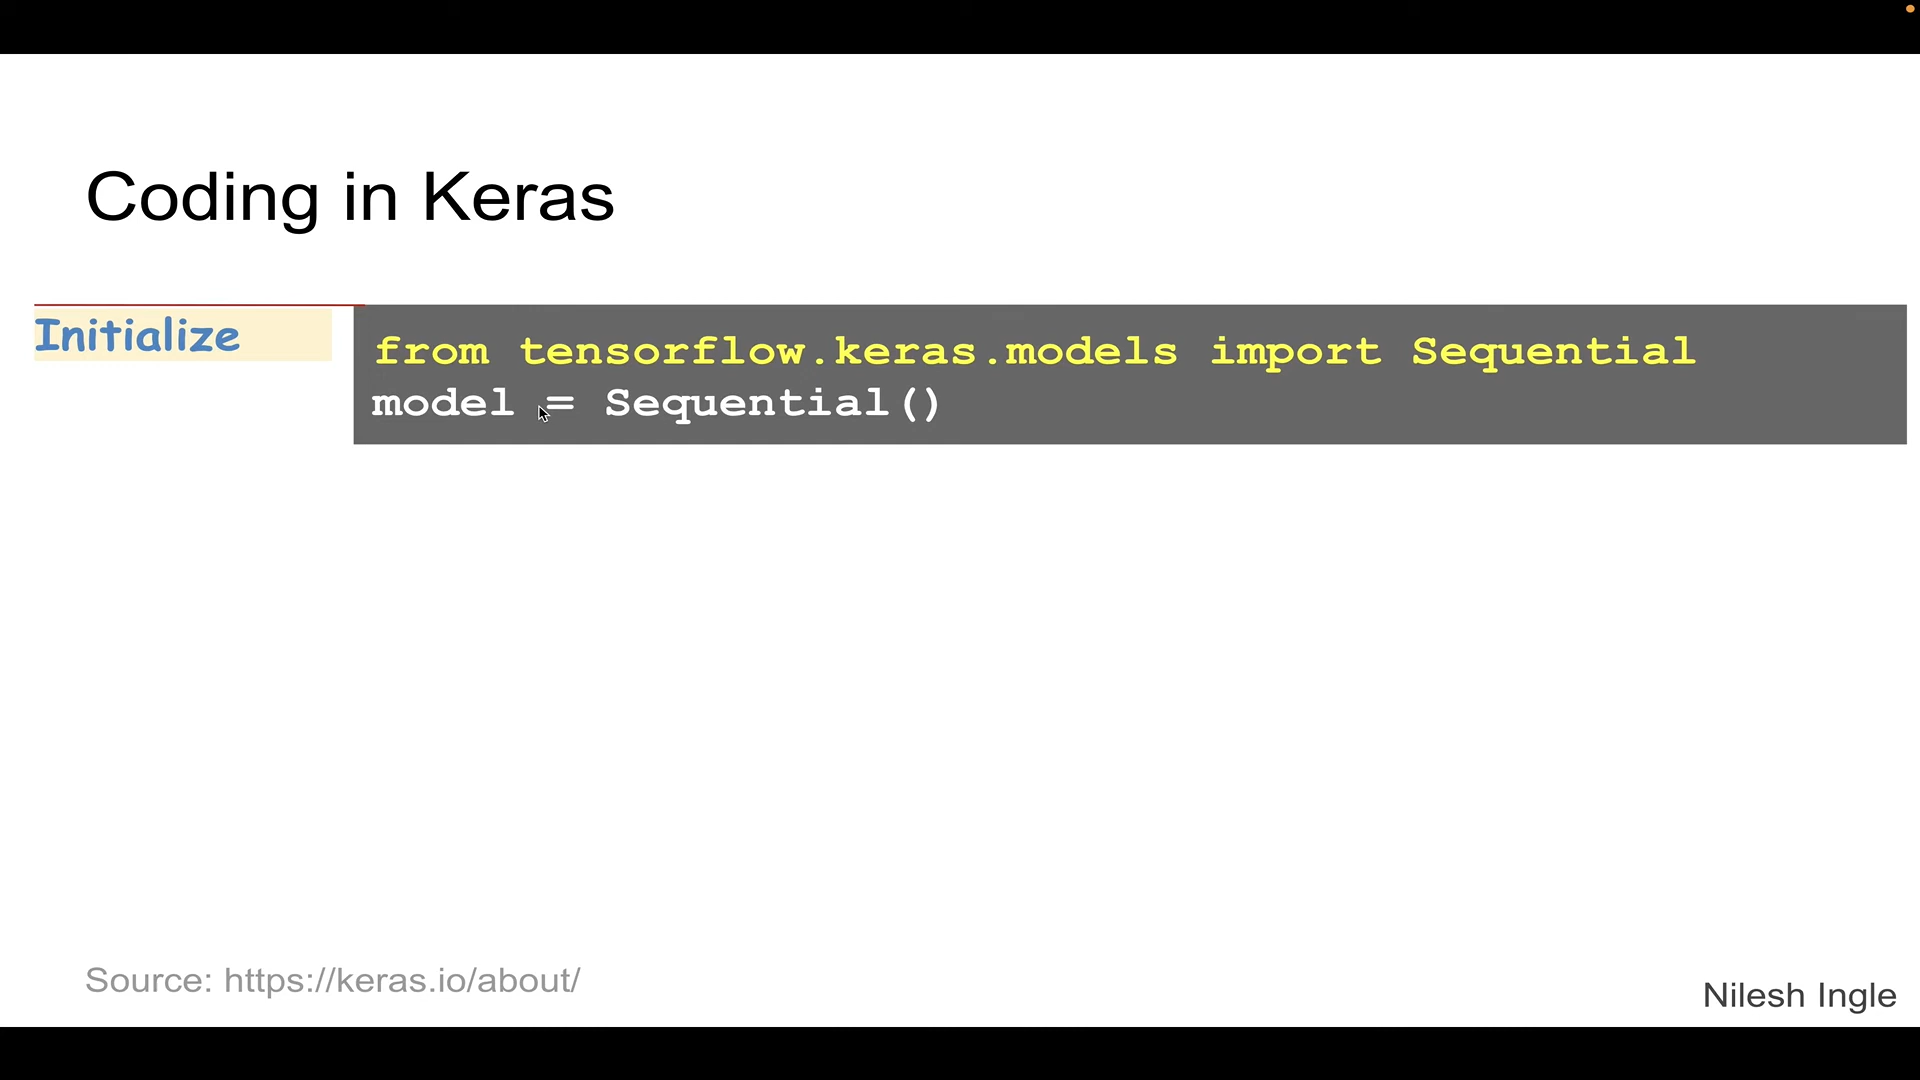 Coding in Keras
Initialize
from tensorflow.keras.models import Sequential
model = Sequential()
Source: https://keras.io/about/
Nilesh Ingle